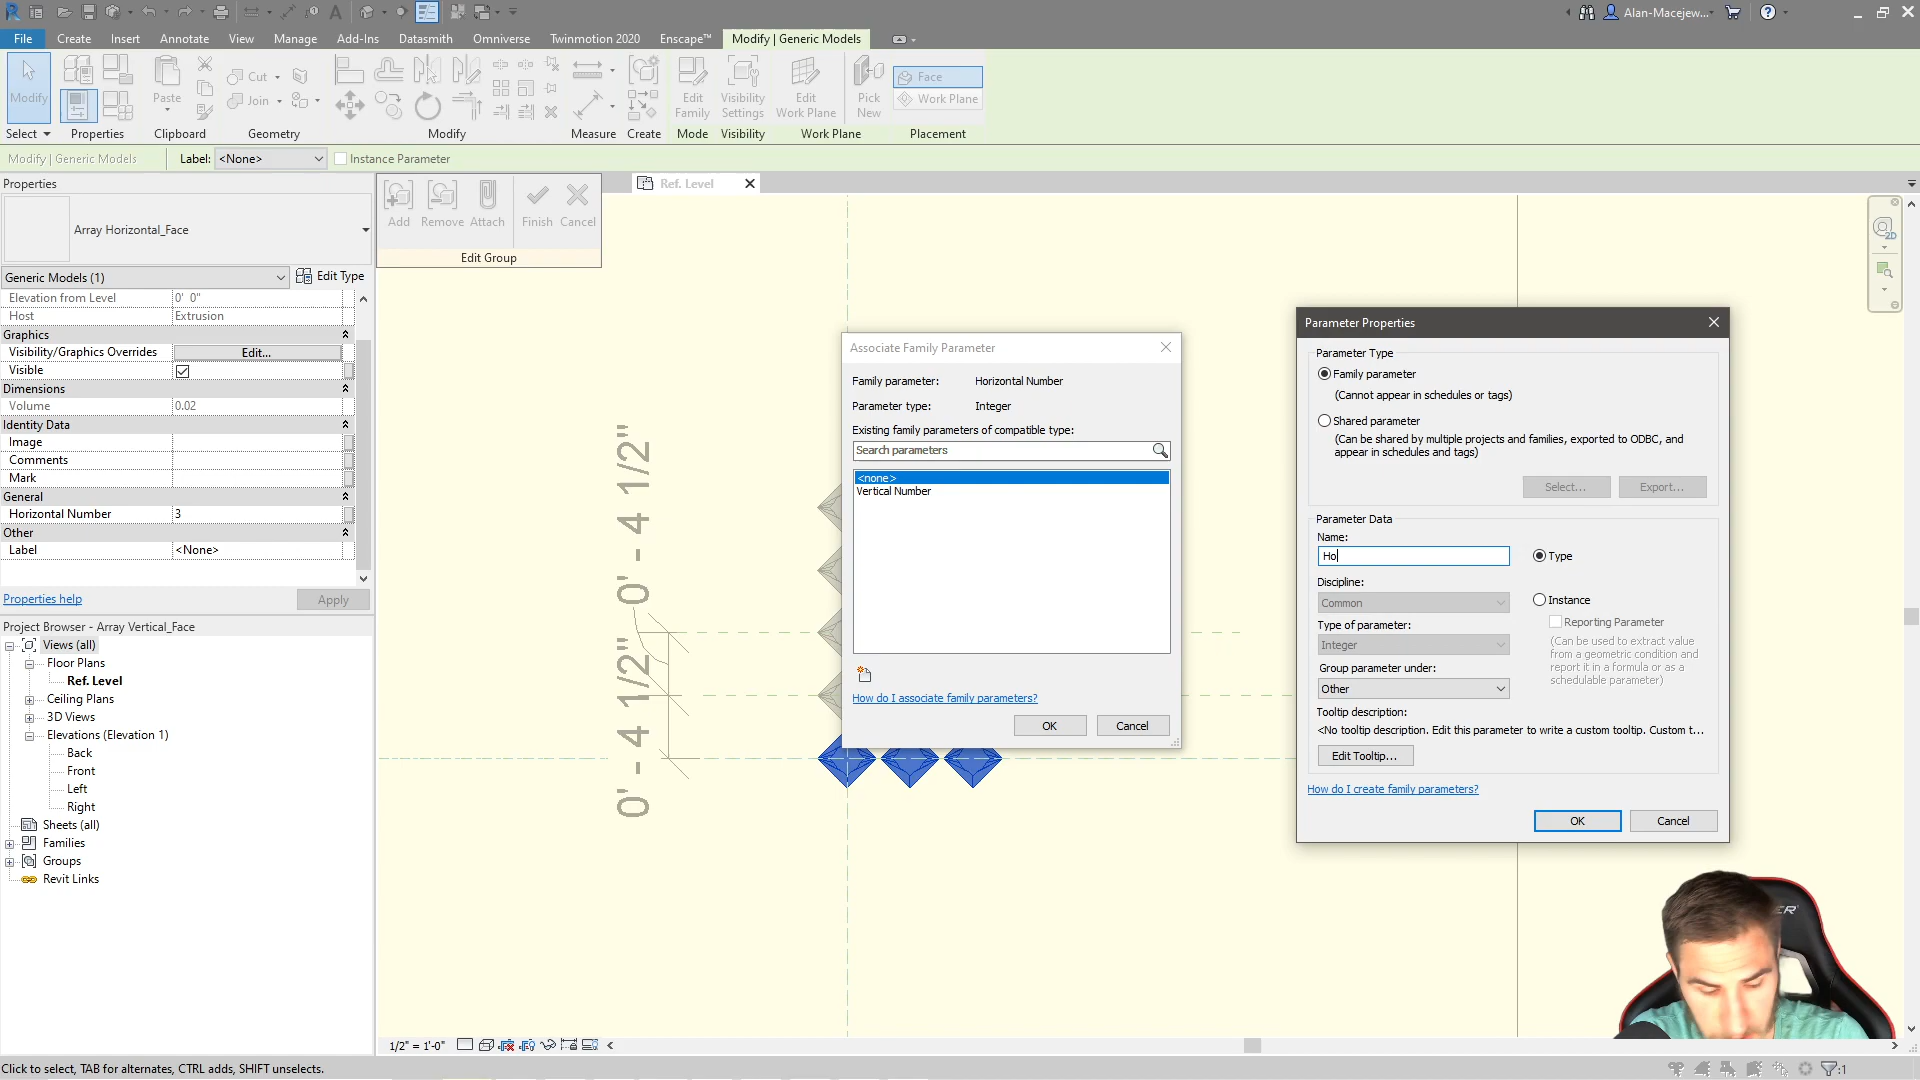 Alan-Macejew...
File Create Insert Annotate View Manage Add-Ins Datasmith Omniverse Twinmotion 2020 Enscape™ Modify | Generic Models
Modify
Paste
Cut
Join
Edit Family
Visibility Settings
Edit Work Plane
Pick New
Face
Work Plane
Select Properties Clipboard Geometry Modify Measure Create Mode Visibility Work Plane Placement
Modify | Generic Models Label: <None> Instance Parameter
Properties
Array Horizontal_Face
Generic Models (1) Edit Type
Elevation from Level 0' 0"
Host Extrusion
Graphics
Visibility/Graphics Overrides Edit...
Visible
Dimensions
Volume 0.02
Identity Data
Image
Comments
Mark
General
Horizontal Number 3
Other
Label <None>
Properties help Apply
Project Browser - Array Vertical_Face
Views (all)
Floor Plans
Ref. Level
Ceiling Plans
3D Views
Elevations (Elevation 1)
Back
Front
Left
Right
Sheets (all)
Families
Groups
Revit Links
Add Remove Attach Finish Cancel
Edit Group
Ref. Level
2D
0' - 4 1/2"
0' - 4 1/2"
Associate Family Parameter
Family parameter: Horizontal Number
Parameter type: Integer
Existing family parameters of compatible type:
Search parameters
<none>
Vertical Number
How do I associate family parameters?
OK Cancel
Parameter Properties
Parameter Type
Family parameter
(Cannot appear in schedules or tags)
Shared parameter
(Can be shared by multiple projects and families, exported to ODBC, and
appear in schedules and tags)
Select... Export...
Parameter Data
Name:
Ho
Type
Discipline:
Common
Instance
Type of parameter:
Reporting Parameter
Integer
(Can be used to extract value
from a geometric condition and
report it in a formula or as a
schedulable parameter)
Group parameter under:
Other
Tooltip description:
<No tooltip description. Edit this parameter to write a custom tooltip. Custom t...
Edit Tooltip...
How do I create family parameters?
OK Cancel
1/2" = 1'-0"
Click to select, TAB for alternates, CTRL adds, SHIFT unselects.
:1